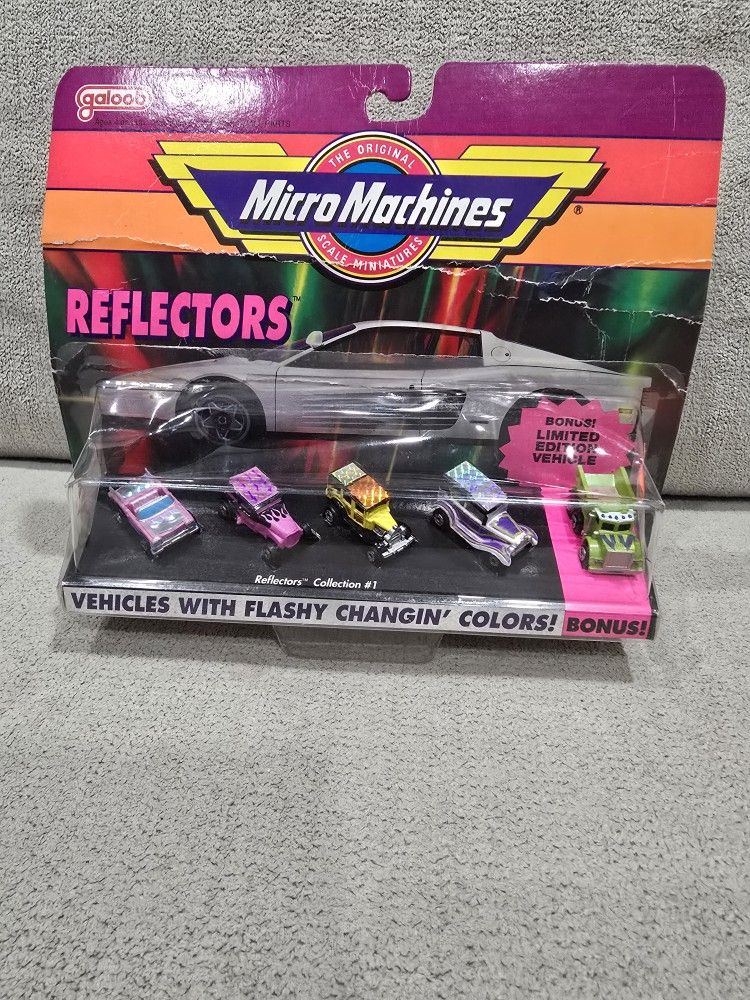 galoob
THE ORIGINAL
Micro Machines ®
SCALE MINIATURES
REFLECTORS™
BONUS!
LIMITED
EDITION
VEHICLE
Reflectors™ Collection #1
VEHICLES WITH FLASHY CHANGIN' COLORS! BONUS!